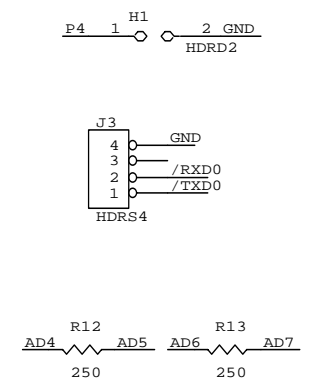 H1
P4 1 2 GND
HDRD2
J3
4 GND
3
2 /RXD0
1 /TXD0
HDRS4
R12 R13
AD4 AD5 AD6 AD7
250 250